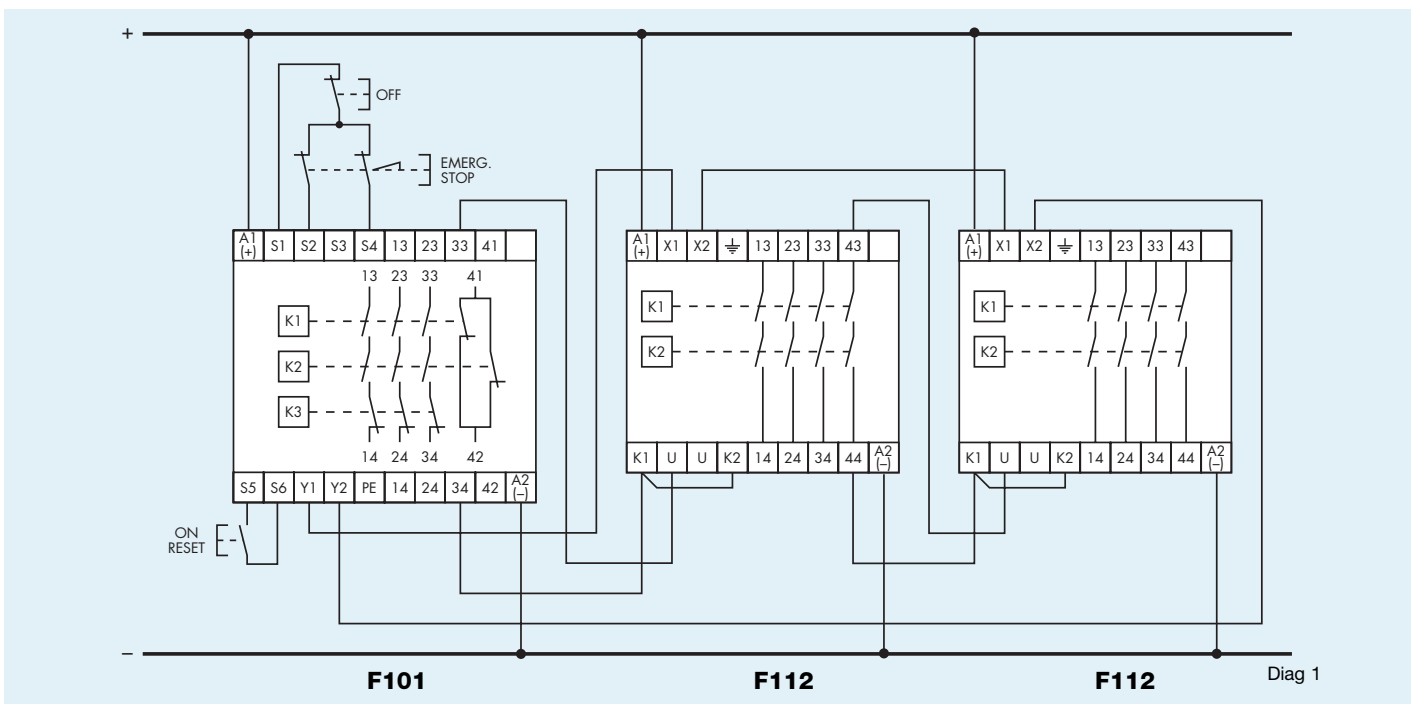 +
OFF
EMERG.
STOP
A1 (+) S1 S2 S3 S4 13 23 33 41
13 23 33 41
K1
K2
K3
14 24 34 42
S5 S6 Y1 Y2 PE 14 24 34 42 A2 (–)
ON
RESET
A1 (+) X1 X2 13 23 33 43
K1
K2
K1 U U K2 14 24 34 44 A2 (–)
A1 (+) X1 X2 13 23 33 43
K1
K2
K1 U U K2 14 24 34 44 A2 (–)
–
F101
F112
F112
Diag 1